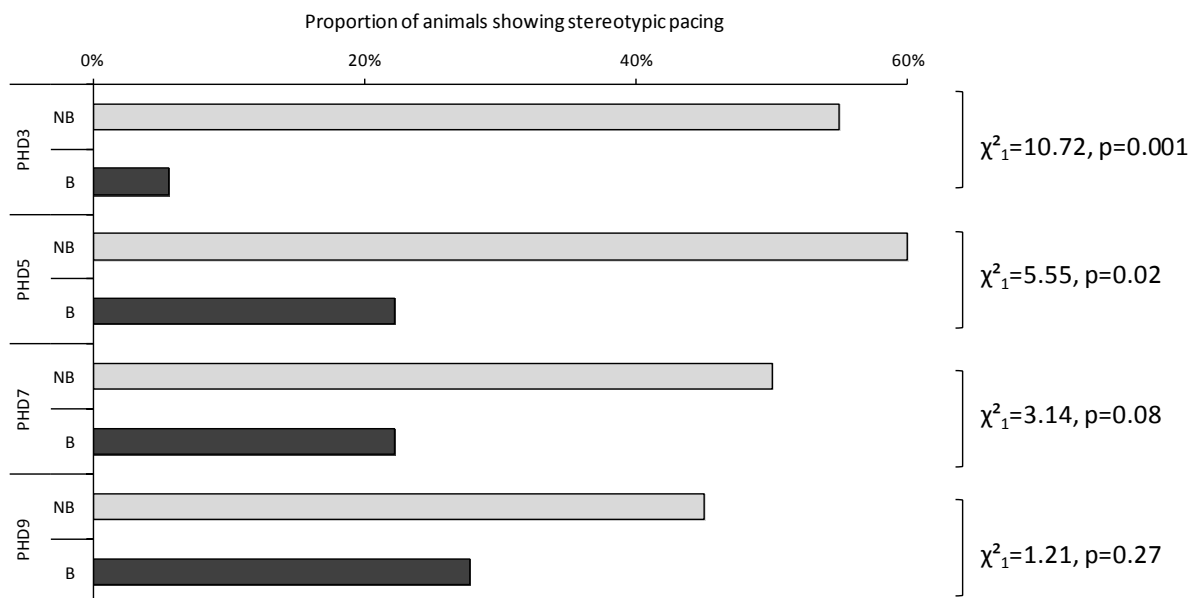 Proportion of animals showing stereotypic pacing
0% 20% 40% 60%
PHD3
NB
B
χ²₁=10.72, p=0.001
PHD5
NB
B
χ²₁=5.55, p=0.02
PHD7
NB
B
χ²₁=3.14, p=0.08
PHD9
NB
B
χ²₁=1.21, p=0.27